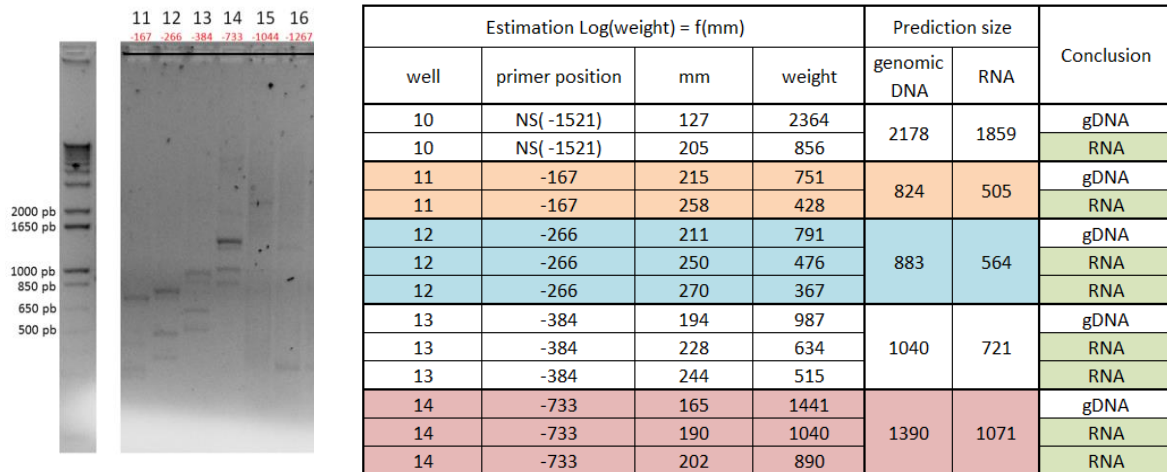 11 12 13 14 15 16
-167 -266 -384 -733 -1044 -1267
2000 pb
1650 pb
1000 pb
850 pb
650 pb
500 pb
Estimation Log(weight) = f(mm) Prediction size Conclusion
well primer position mm weight genomic DNA RNA
10 NS( -1521) 127 2364 2178 1859 gDNA
10 NS( -1521) 205 856 RNA
11 -167 215 751 824 505 gDNA
11 -167 258 428 RNA
12 -266 211 791 883 564 gDNA
12 -266 250 476 RNA
12 -266 270 367 RNA
13 -384 194 987 1040 721 gDNA
13 -384 228 634 RNA
13 -384 244 515 RNA
14 -733 165 1441 1390 1071 gDNA
14 -733 190 1040 RNA
14 -733 202 890 RNA